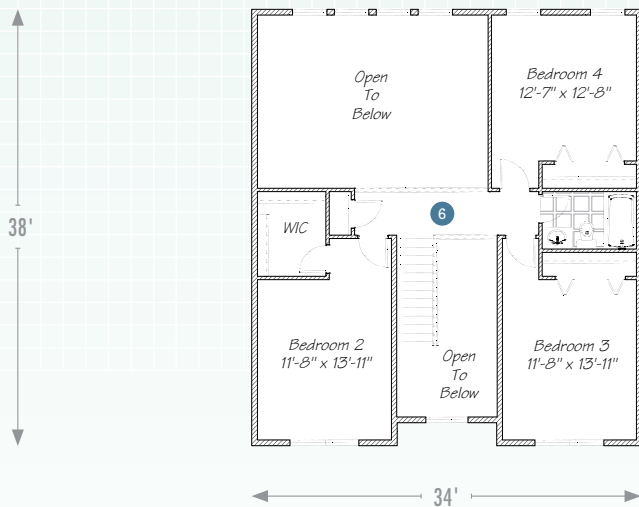 Open
To
Below
Bedroom 4
12'-7" x 12'-8"
38'
WIC
6
Bedroom 2
11'-8" x 13'-11"
Open
To
Below
Bedroom 3
11'-8" x 13'-11"
34'